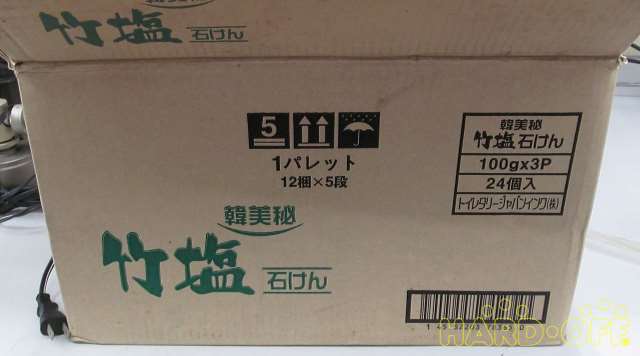 竹塩 石けん
5
1パレット
12梱×5段
韓美秘
竹塩 石けん
100gx3P
24個入
トイレタリージャパンインク(株)
韓美秘
竹塩 石けん
HARD-OFF